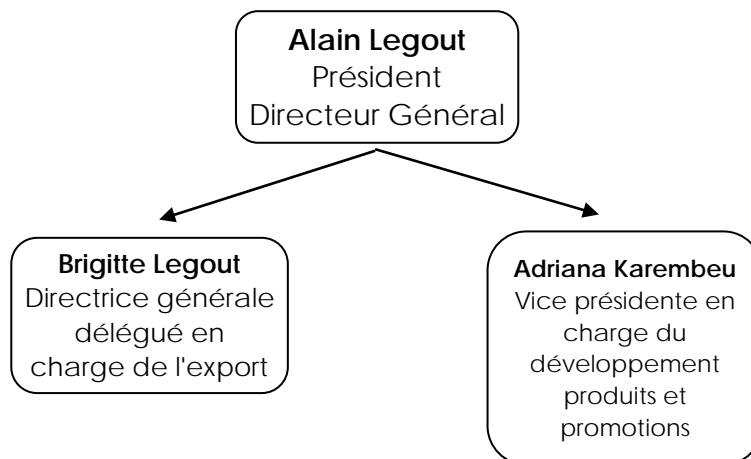 Alain Legout
Président
Directeur Général
Brigitte Legout
Directrice générale
délégué en
charge de l'export
Adriana Karembeu
Vice présidente en
charge du
développement
produits et
promotions